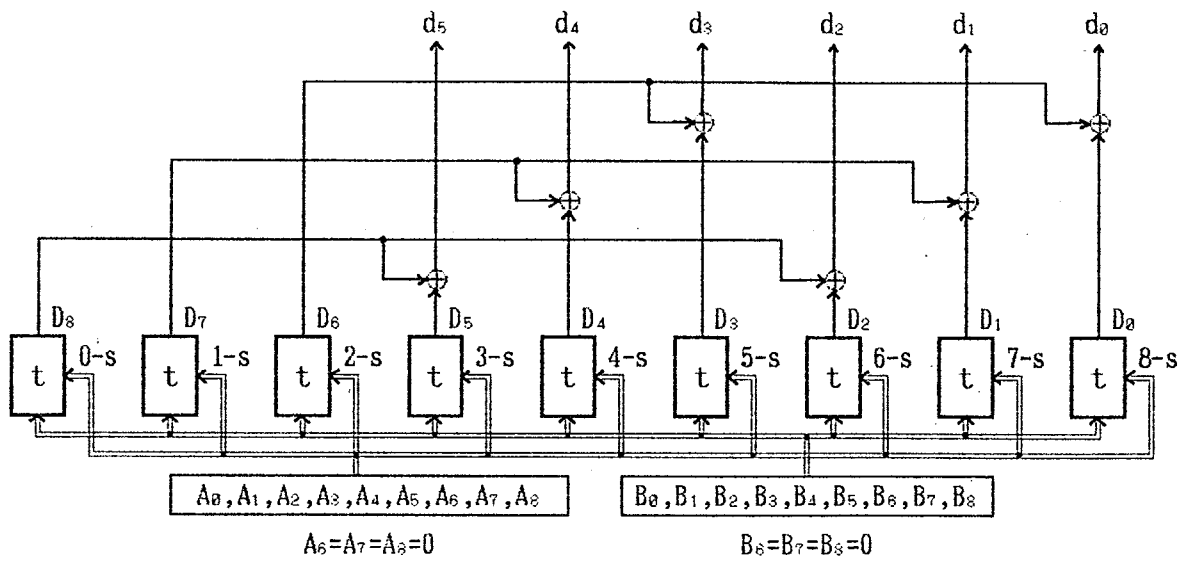 d₅ d₄ d₃ d₂ d₁ d₀
D₈ D₇ D₆ D₅ D₄ D₃ D₂ D₁ D₀
0-s 1-s 2-s 3-s 4-s 5-s 6-s 7-s 8-s
t t t t t t t t t
A₀,A₁,A₂,A₃,A₄,A₅,A₆,A₇,A₈ B₀,B₁,B₂,B₃,B₄,B₅,B₆,B₇,B₈
A₆=A₇=A₈=0 B₆=B₇=B₈=0